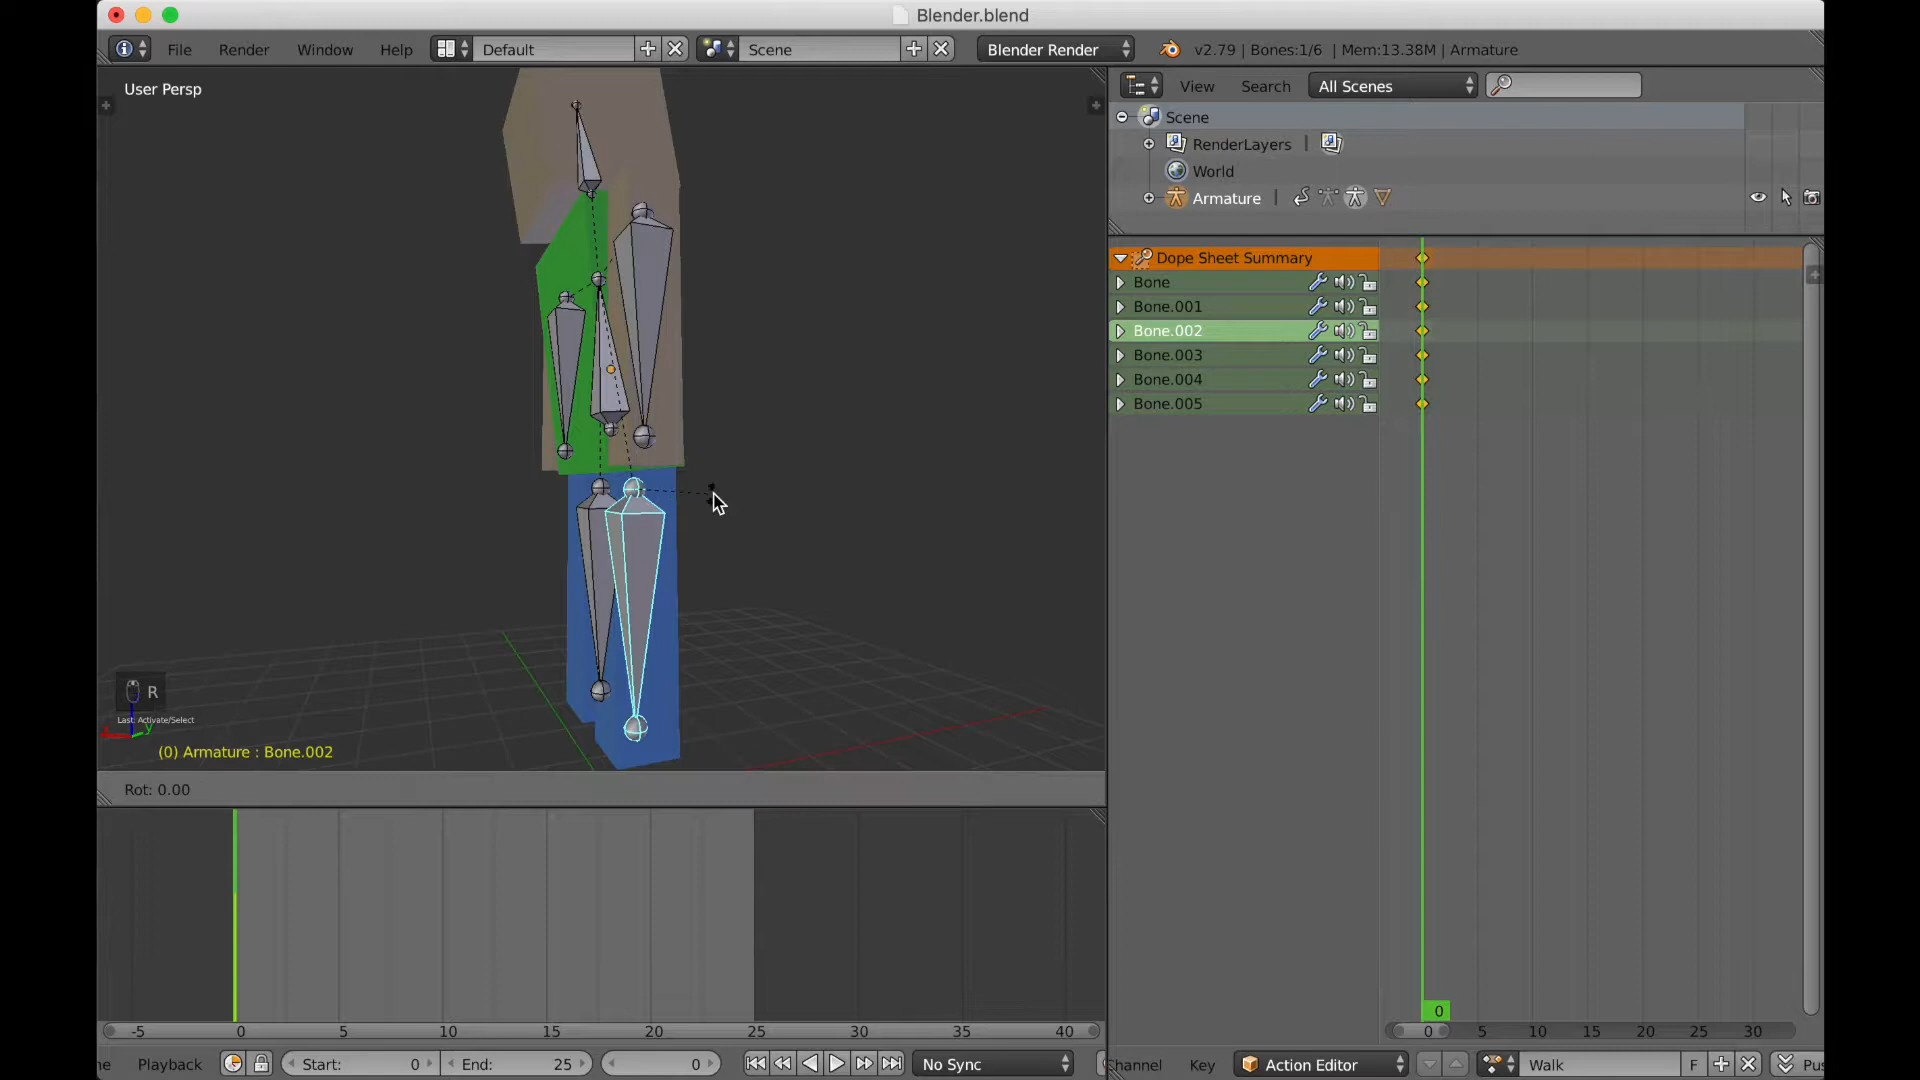 Blender.blend
File Render Window Help Default Scene Blender Render v2.79 | Bones:1/6 | Mem:13.38M | Armature
User Persp
View Search All Scenes
Scene
RenderLayers
World
Armature
Dope Sheet Summary
Bone
Bone.001
Bone.002
Bone.003
Bone.004
Bone.005
R
Last: Activate/Select
(0) Armature : Bone.002
Rot: 0.00
0
-5 0 5 10 15 20 25 30 35 40
0 5 10 15 20 25 30
Playback Start: 0 End: 25 0 No Sync
Key Action Editor Walk F